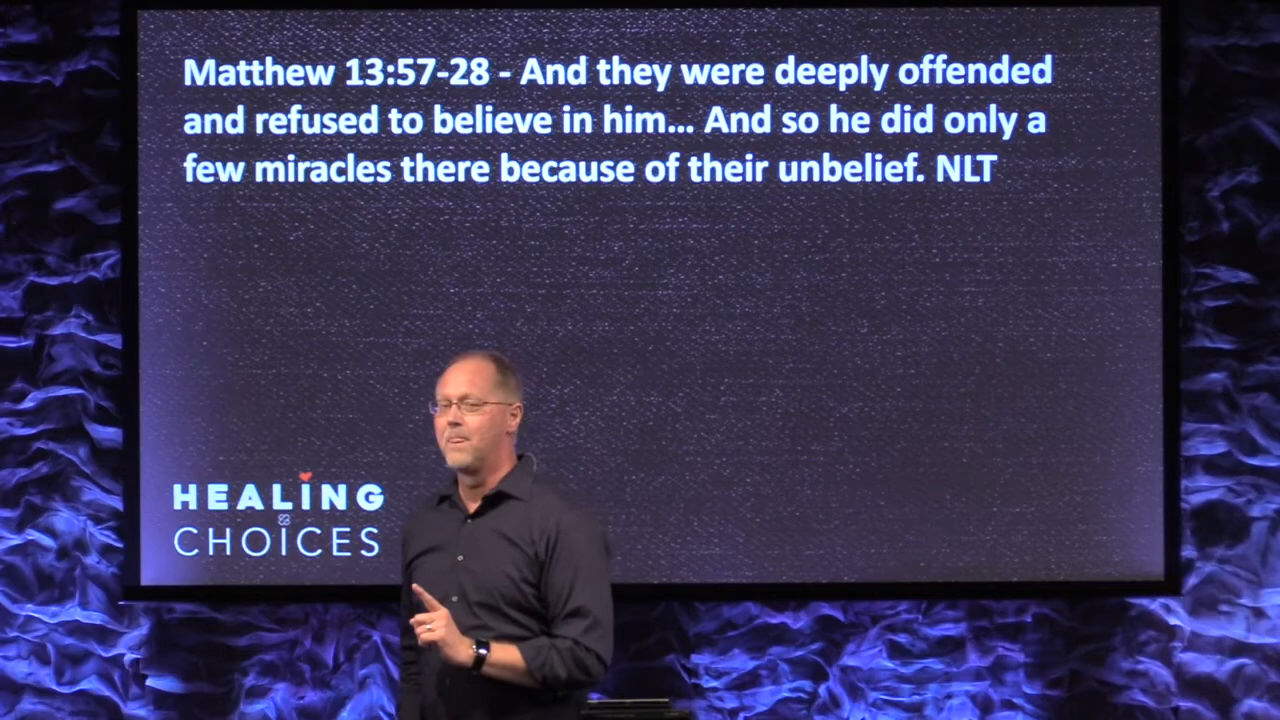 Matthew 13:57-28 - And they were deeply offended
and refused to believe in him... And so he did only a
few miracles there because of their unbelief. NLT
HEALING
CHOICES